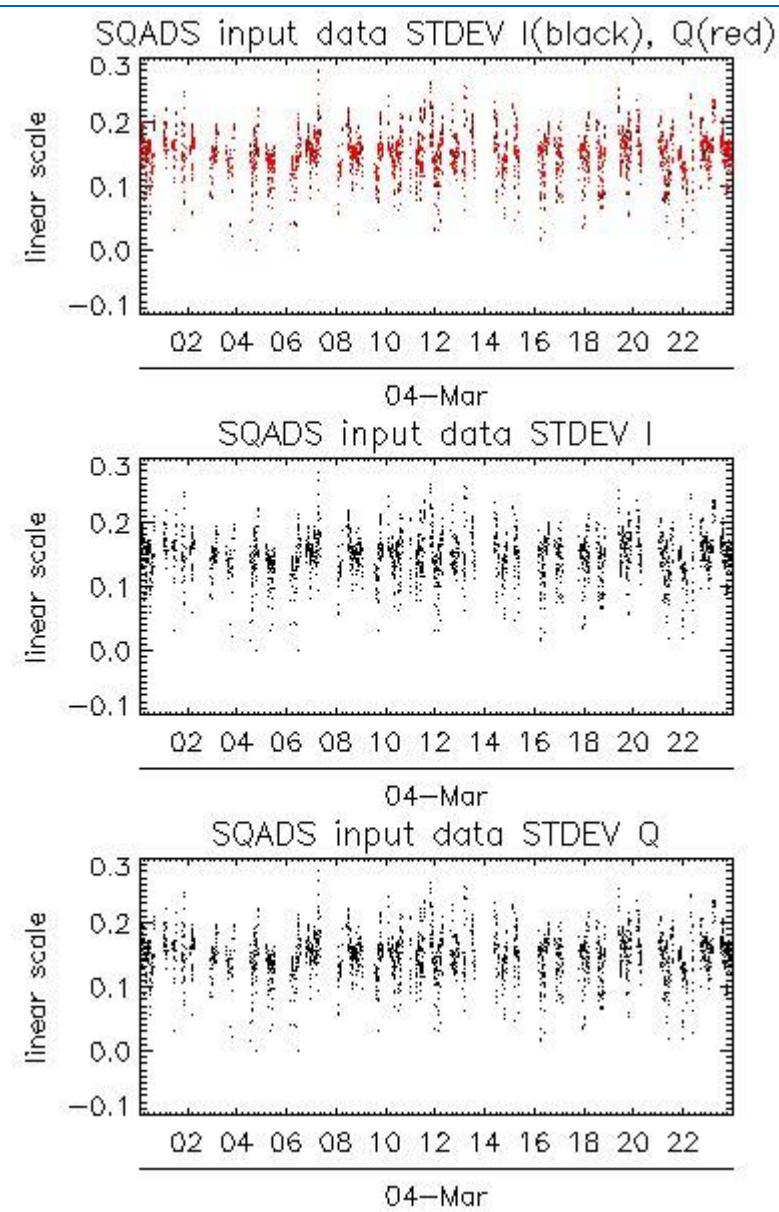 SQADS input data STDEV I(black), Q(red)
0.3
0.2
0.1
0.0
−0.1
linear scale
02 04 06 08 10 12 14 16 18 20 22
04−Mar
SQADS input data STDEV I
0.3
0.2
0.1
0.0
−0.1
linear scale
02 04 06 08 10 12 14 16 18 20 22
04−Mar
SQADS input data STDEV Q
0.3
0.2
0.1
0.0
−0.1
linear scale
02 04 06 08 10 12 14 16 18 20 22
04−Mar